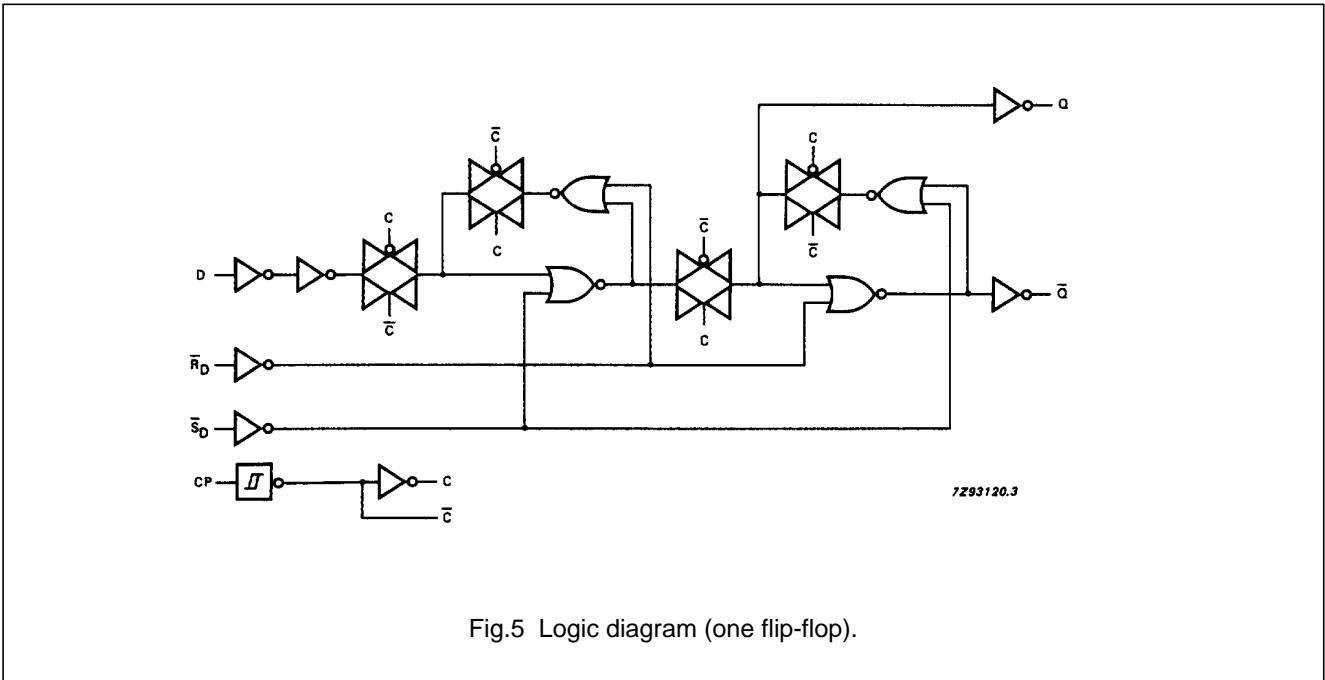 Q
C̅
C
C
C
C̅
D
C̅
C̅
C
Q̅
R̅D
S̅D
CP
C
C̅
7Z93120.3
Fig.5 Logic diagram (one flip-flop).